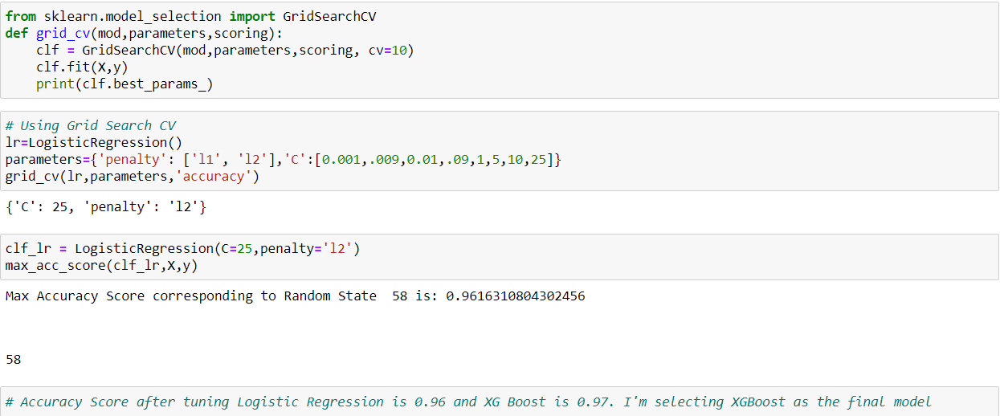 from sklearn.model_selection import GridSearchCV
def grid_cv(mod,parameters,scoring):
    clf = GridSearchCV(mod,parameters,scoring, cv=10)
    clf.fit(X,y)
    print(clf.best_params_)
# Using Grid Search CV
lr=LogisticRegression()
parameters={'penalty': ['l1', 'l2'],'C':[0.001,.009,0.01,.09,1,5,10,25]}
grid_cv(lr,parameters,'accuracy')
{'C': 25, 'penalty': 'l2'}
clf_lr = LogisticRegression(C=25,penalty='l2')
max_acc_score(clf_lr,X,y)
Max Accuracy Score corresponding to Random State  58 is: 0.9616310804302456
58
# Accuracy Score after tuning Logistic Regression is 0.96 and XG Boost is 0.97. I'm selecting XGBoost as the final model